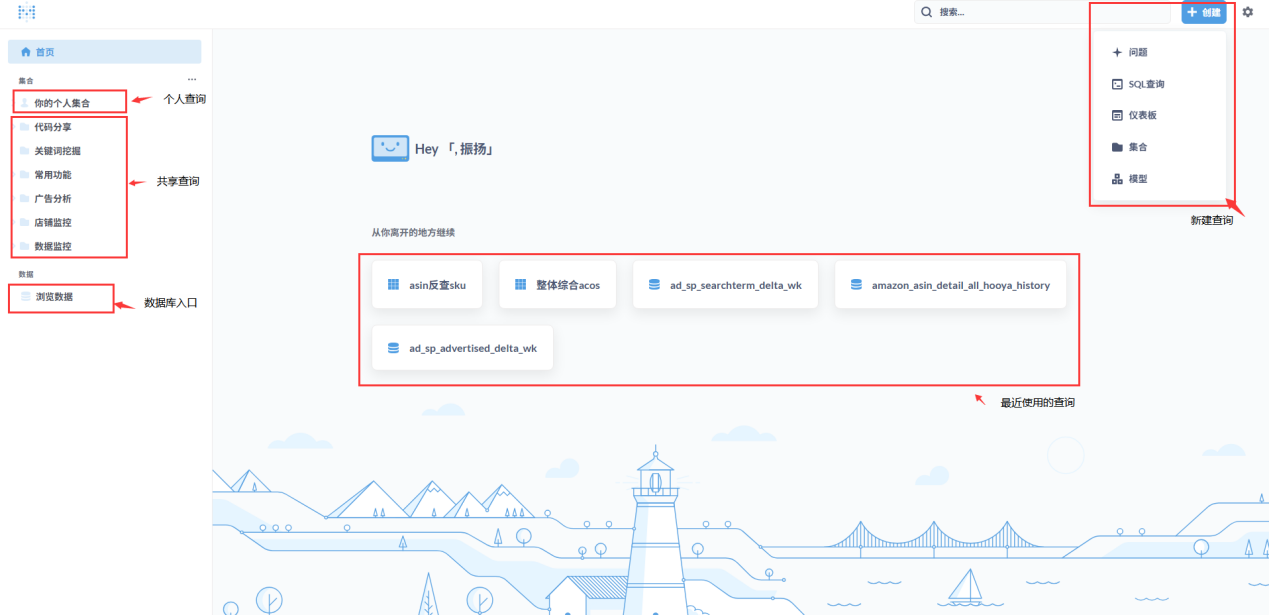 搜索...
创建
首页
集合
...
你的个人集合
个人查询
代码分享
关键词挖掘
常用功能
共享查询
广告分析
店铺监控
数据监控
数据
浏览数据
数据库入口
问题
SQL查询
仪表板
集合
模型
新建查询
Hey 「, 振扬」
从你离开的地方继续
asin反查sku
整体综合acos
ad_sp_searchterm_delta_wk
amazon_asin_detail_all_hooya_history
ad_sp_advertised_delta_wk
最近使用的查询